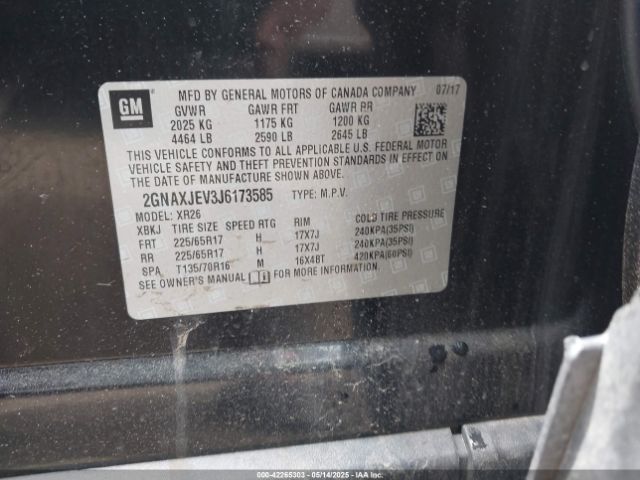 GM
MFD BY GENERAL MOTORS OF CANADA COMPANY 07/17
GVWR GAWR FRT GAWR RR
2025 KG 1175 KG 1200 KG
4464 LB 2590 LB 2645 LB
THIS VEHICLE CONFORMS TO ALL APPLICABLE U.S. FEDERAL MOTOR
VEHICLE SAFETY AND THEFT PREVENTION STANDARDS IN EFFECT ON
THE DATE OF MANUFACTURE SHOWN ABOVE.
2GNAXJEV3J6173585 TYPE: M.P.V.
MODEL: XR26
XBKJ TIRE SIZE SPEED RTG RIM COLD TIRE PRESSURE
FRT 225/65R17 H 17X7J 240KPA(35PSI)
RR 225/65R17 H 17X7J 240KPA(35PSI)
SPA T135/70R16 M 16X4BT 420KPA(60PSI)
SEE OWNER'S MANUAL FOR MORE INFORMATION.
000-42265303 - 05/14/2025 - IAAI.COM